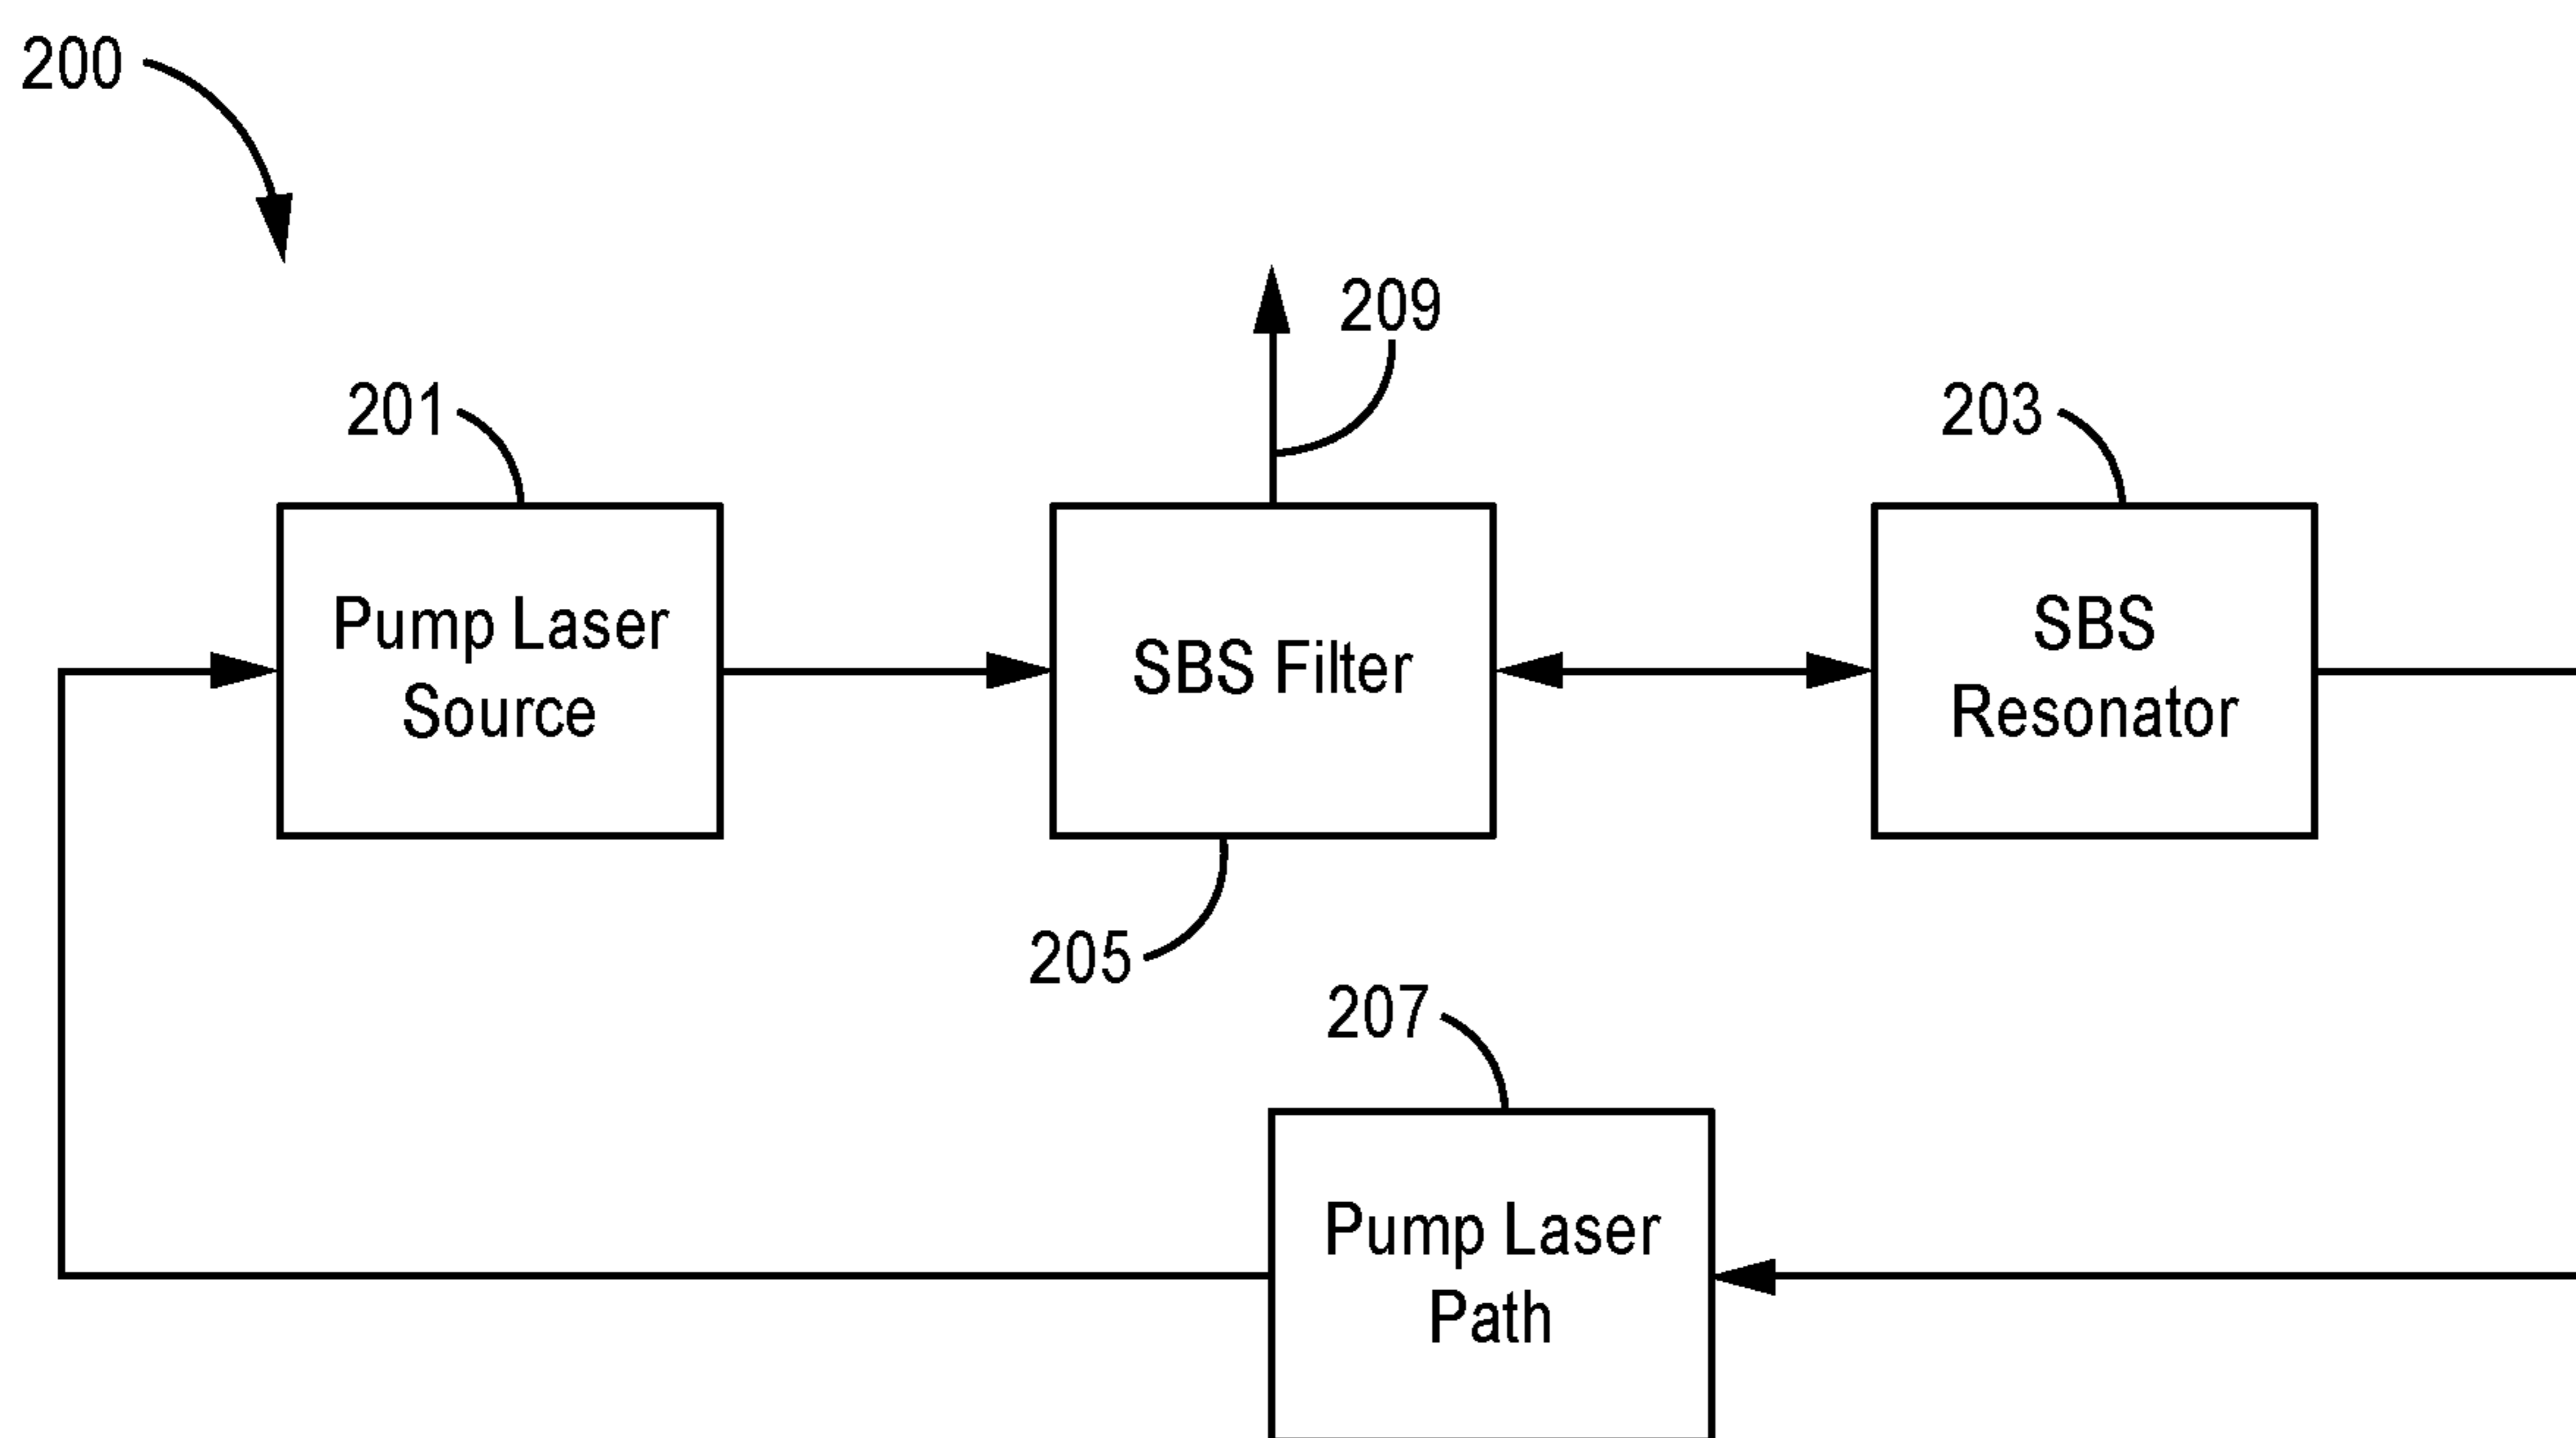 200
209
201
203
Pump Laser
Source
SBS Filter
SBS
Resonator
205
207
Pump Laser
Path